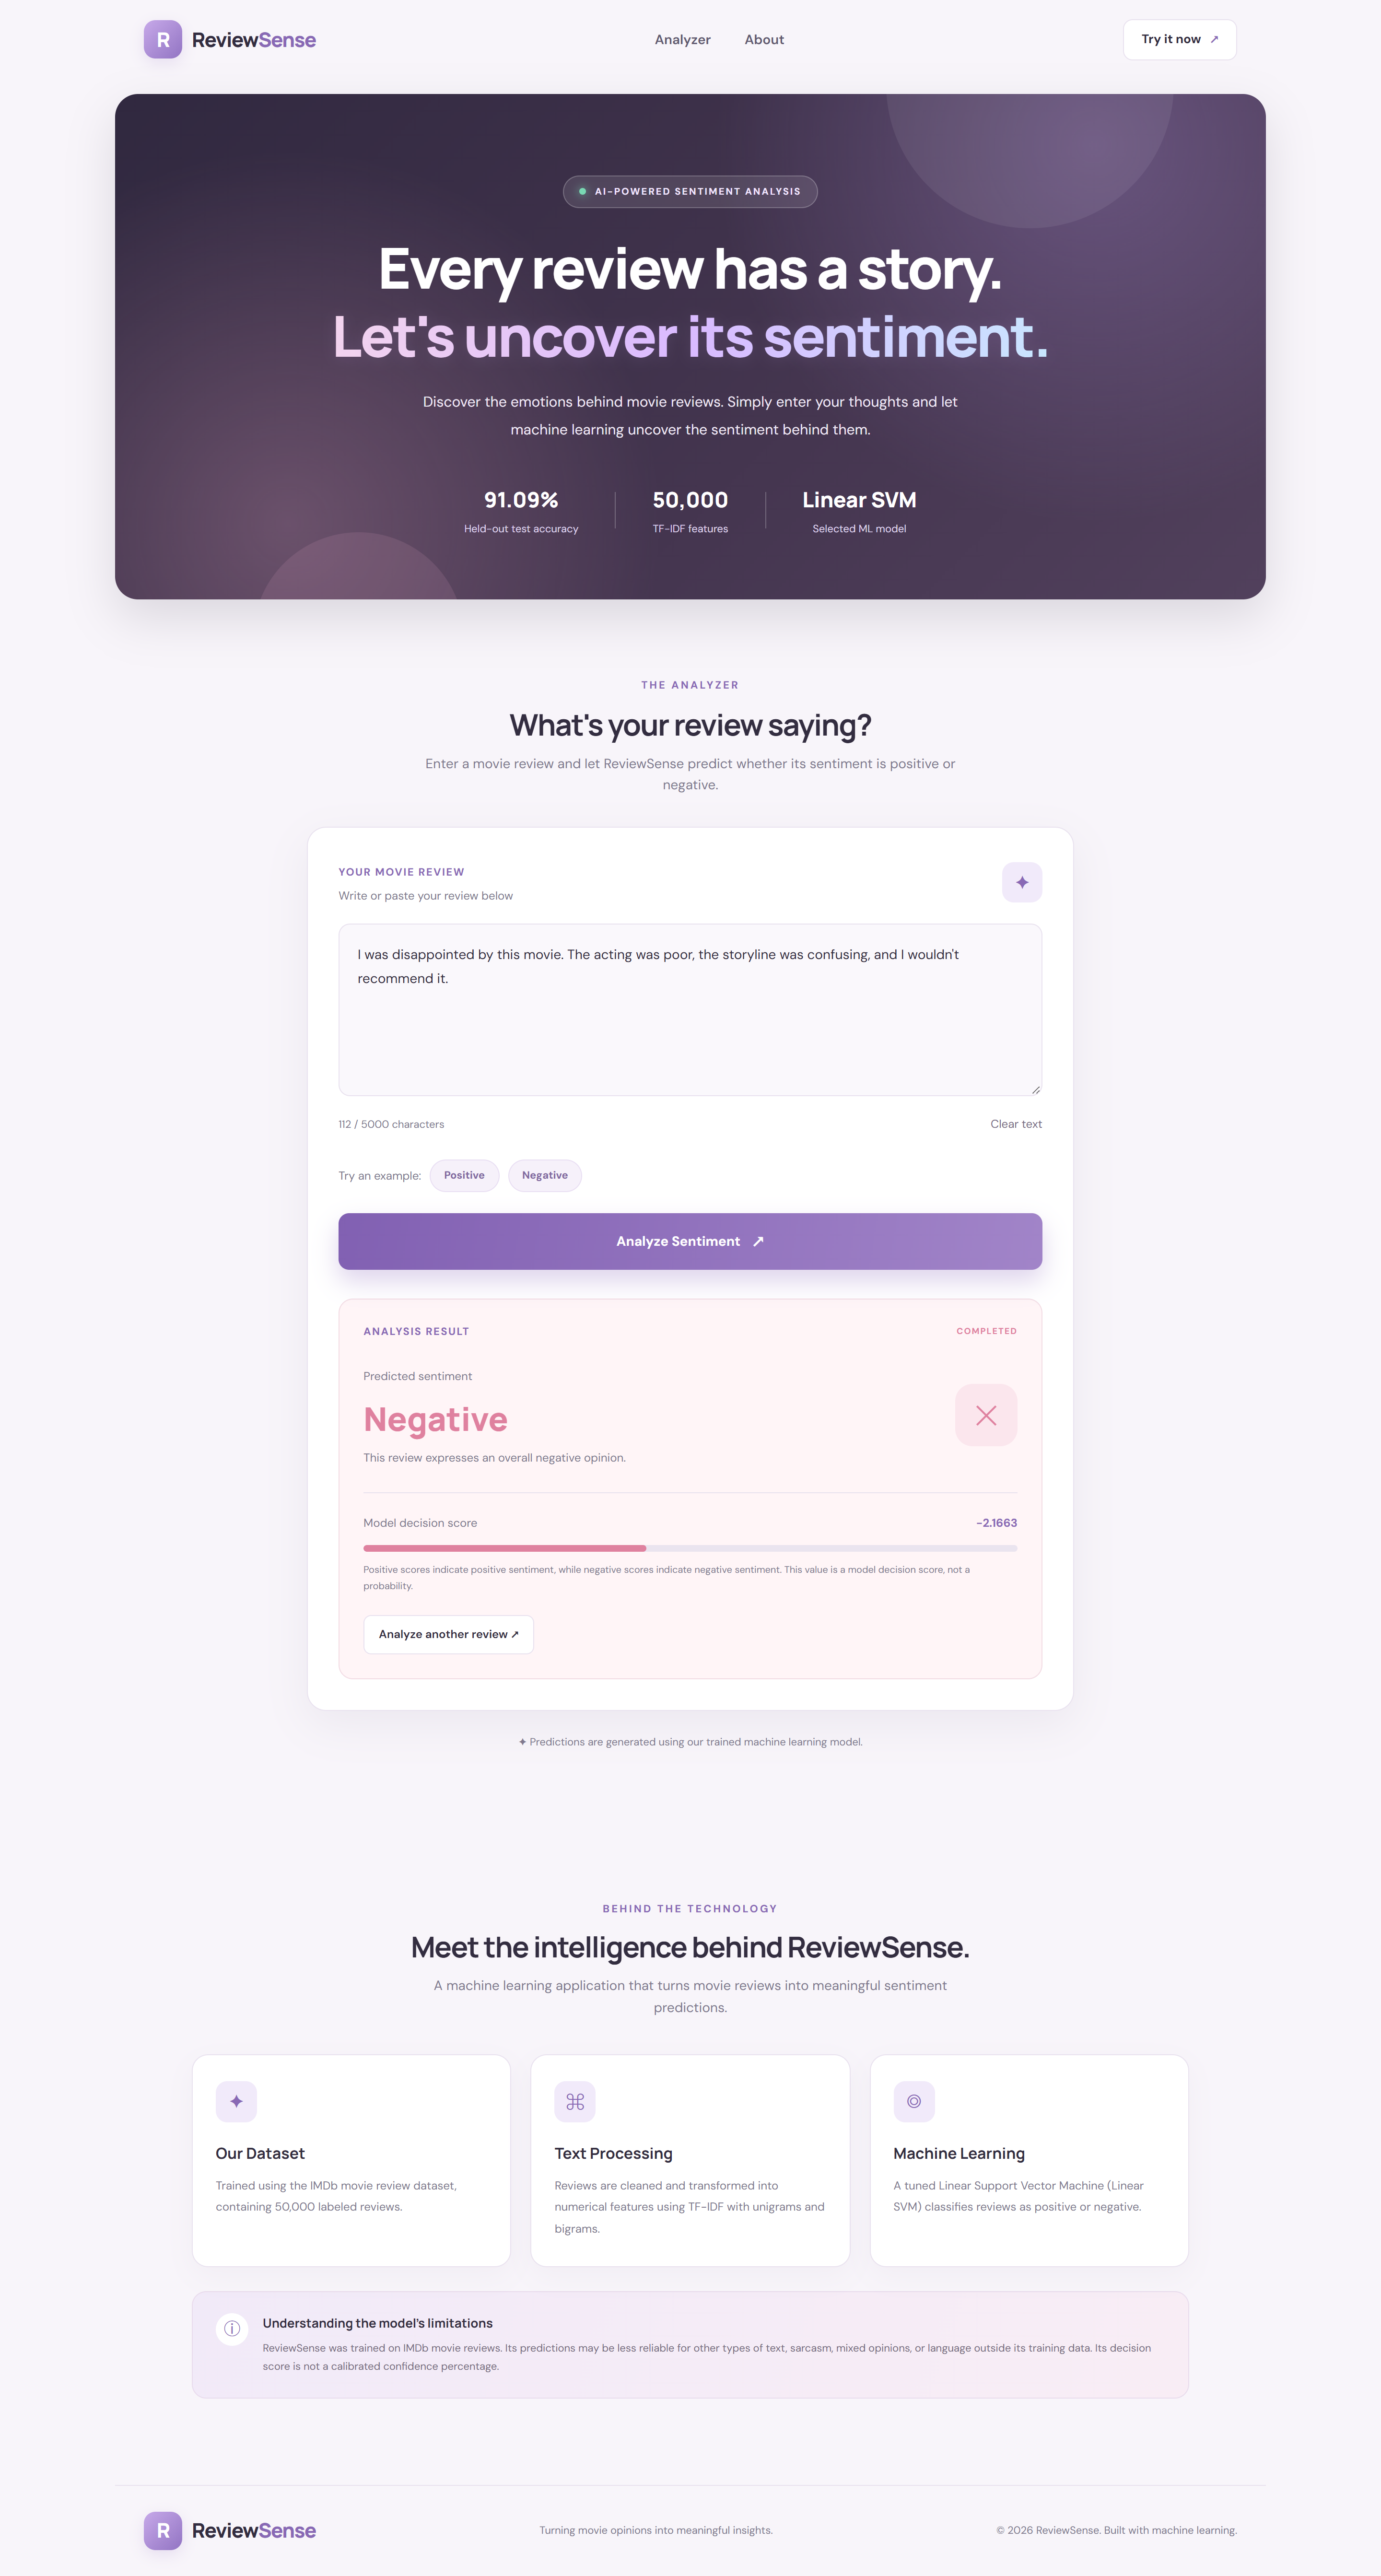 R ReviewSense
Analyzer About
Try it now ↗
AI-POWERED SENTIMENT ANALYSIS
Every review has a story.
Let's uncover its sentiment.
Discover the emotions behind movie reviews. Simply enter your thoughts and let
machine learning uncover the sentiment behind them.
91.09%
Held-out test accuracy
50,000
TF-IDF features
Linear SVM
Selected ML model
THE ANALYZER
What's your review saying?
Enter a movie review and let ReviewSense predict whether its sentiment is positive or
negative.
YOUR MOVIE REVIEW
Write or paste your review below
✦
I was disappointed by this movie. The acting was poor, the storyline was confusing, and I wouldn't
recommend it.
112 / 5000 characters
Clear text
Try an example: Positive Negative
Analyze Sentiment ↗
ANALYSIS RESULT
COMPLETED
Predicted sentiment
Negative
This review expresses an overall negative opinion.
Model decision score
-2.1663
Positive scores indicate positive sentiment, while negative scores indicate negative sentiment. This value is a model decision score, not a
probability.
Analyze another review ↗
✦ Predictions are generated using our trained machine learning model.
BEHIND THE TECHNOLOGY
Meet the intelligence behind ReviewSense.
A machine learning application that turns movie reviews into meaningful sentiment
predictions.
✦
Our Dataset
Trained using the IMDb movie review dataset,
containing 50,000 labeled reviews.
⌘
Text Processing
Reviews are cleaned and transformed into
numerical features using TF-IDF with unigrams and
bigrams.
◎
Machine Learning
A tuned Linear Support Vector Machine (Linear
SVM) classifies reviews as positive or negative.
ⓘ
Understanding the model's limitations
ReviewSense was trained on IMDb movie reviews. Its predictions may be less reliable for other types of text, sarcasm, mixed opinions, or language outside its training data. Its decision
score is not a calibrated confidence percentage.
R ReviewSense
Turning movie opinions into meaningful insights.
© 2026 ReviewSense. Built with machine learning.